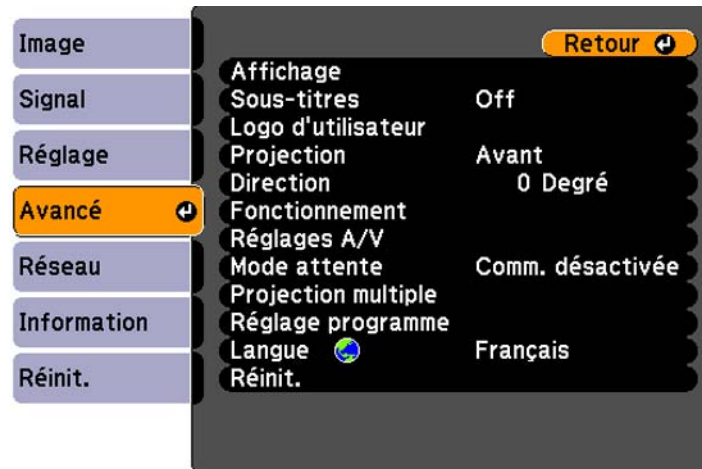 Image
Signal
Réglage
Avancé
Réseau
Information
Réinit.
Retour
Affichage
Sous-titres Off
Logo d'utilisateur
Projection Avant
Direction 0 Degré
Fonctionnement
Réglages A/V
Mode attente Comm. désactivée
Projection multiple
Réglage programme
Langue Français
Réinit.